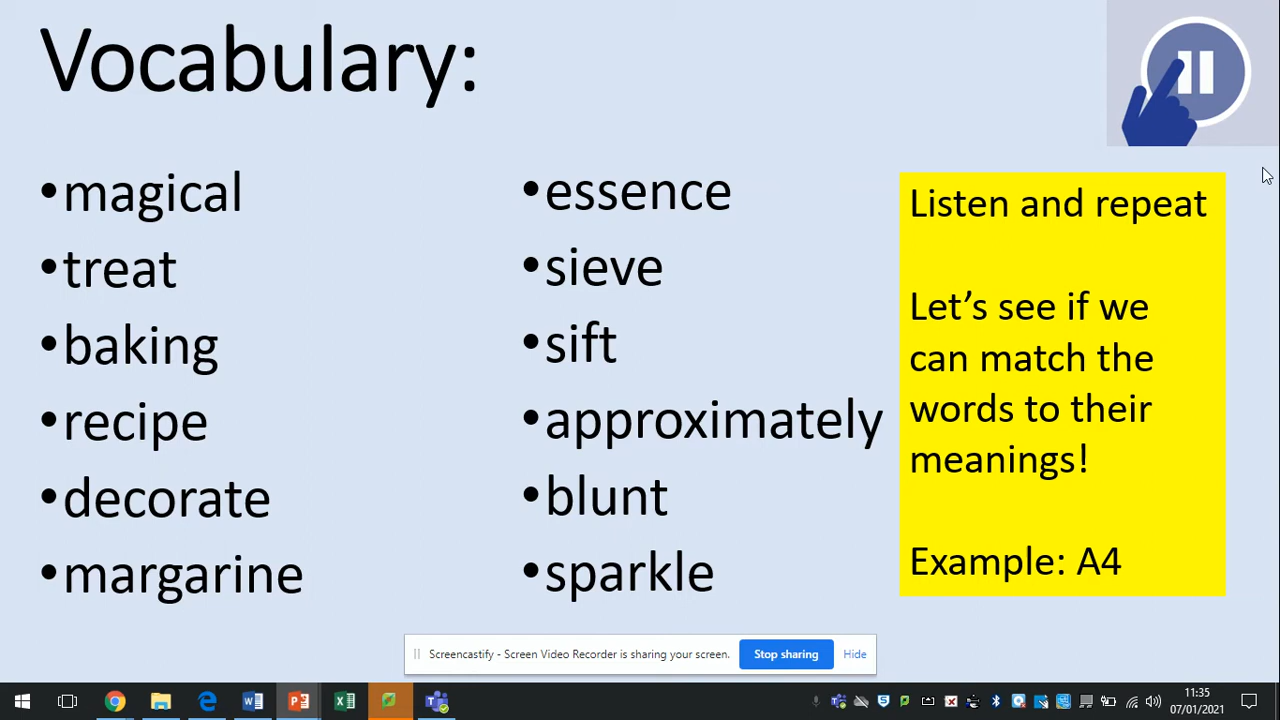 Vocabulary:
•magical
•treat
•baking
•recipe
•decorate
•margarine
•essence
•sieve
•sift
•approximately
•blunt
•sparkle
Listen and repeat
Let’s see if we
can match the
words to their
meanings!
Example: A4
Screencastify - Screen Video Recorder is sharing your screen.
Stop sharing
Hide
11:35
07/01/2021